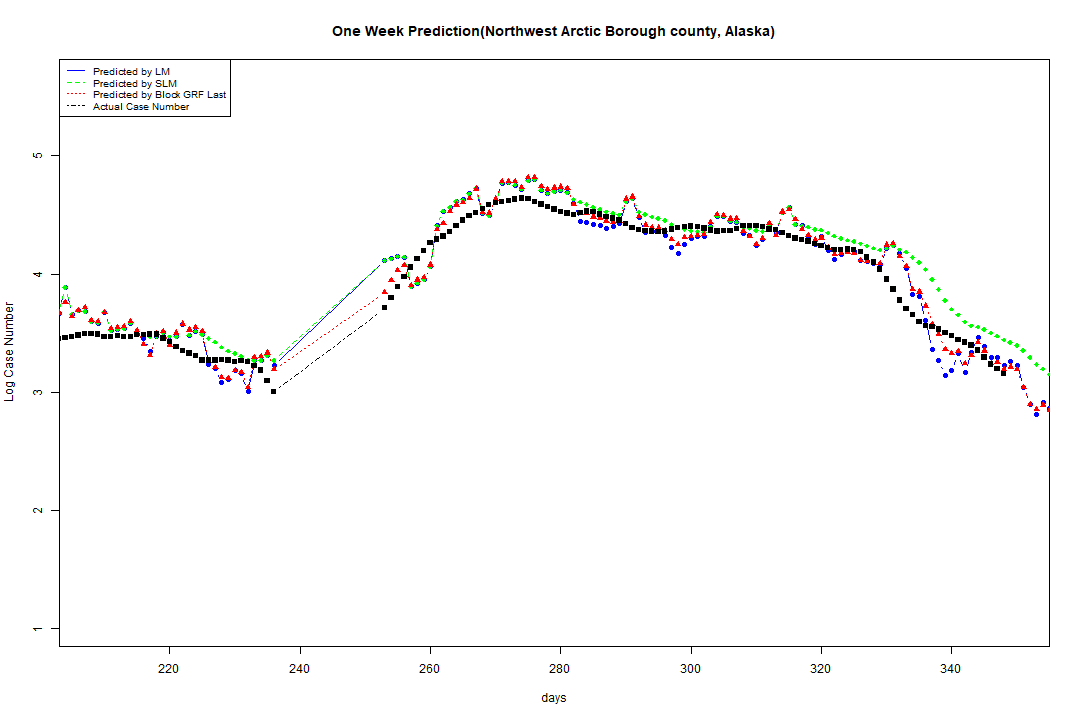 One Week Prediction(Northwest Arctic Borough county, Alaska)
Predicted by LM
Predicted by SLM
Predicted by Block GRF Last
Actual Case Number
5
4
3
2
1
Log Case Number
220 240 260 280 300 320 340
days